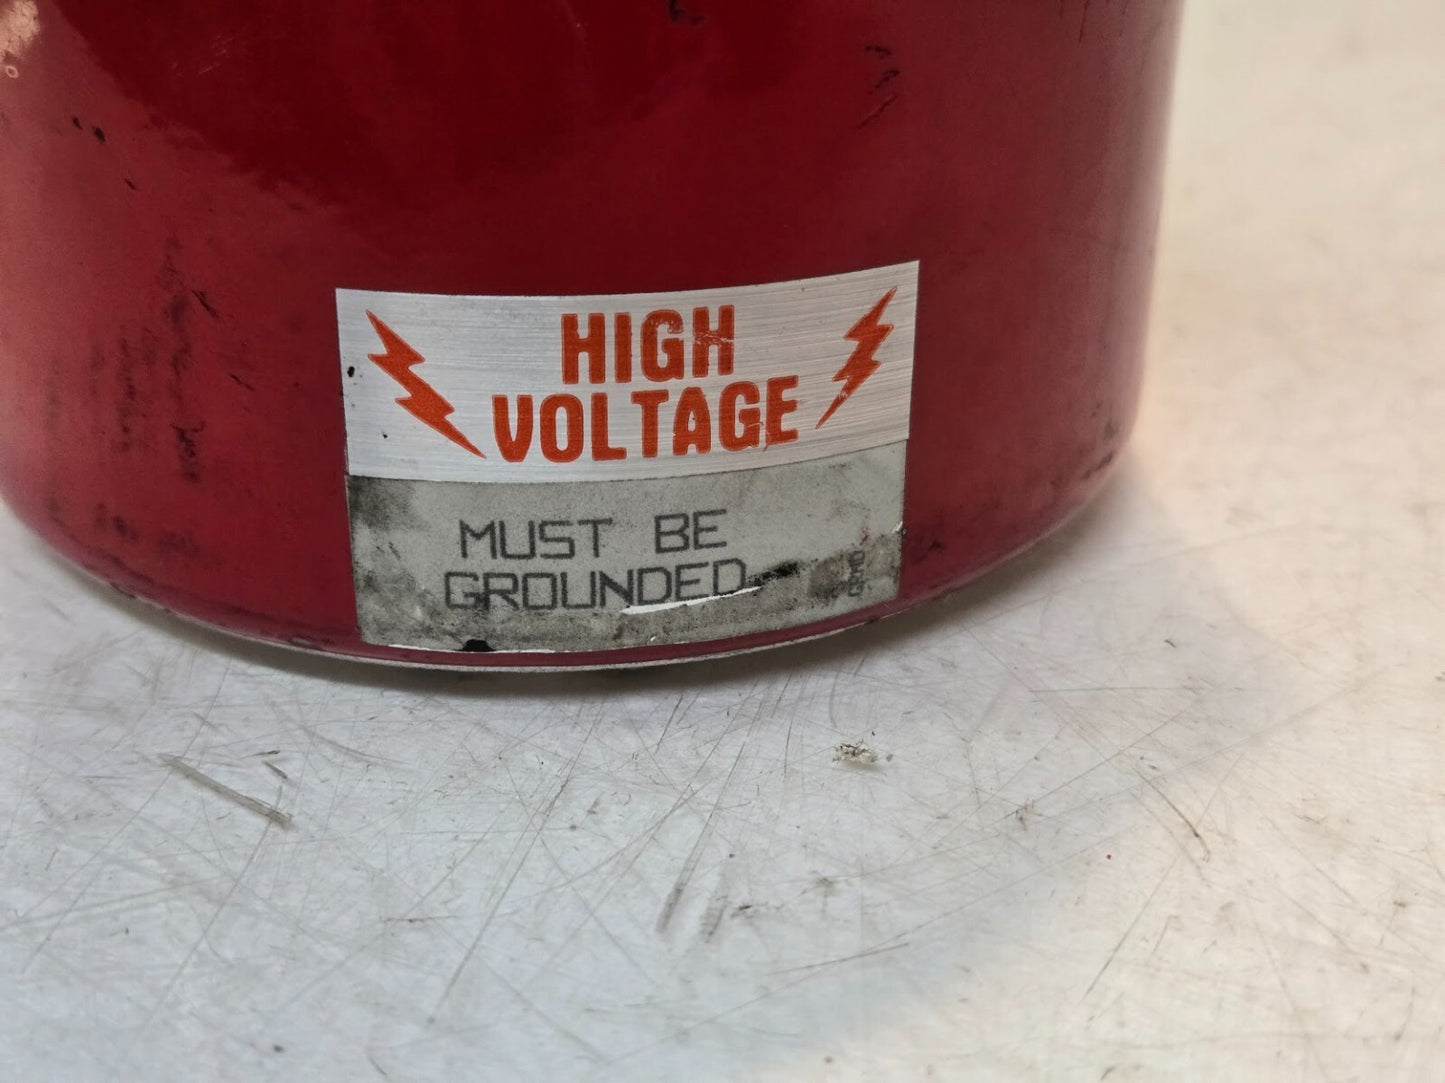 HIGH
VOLTAGE
MUST BE
GROUNDED